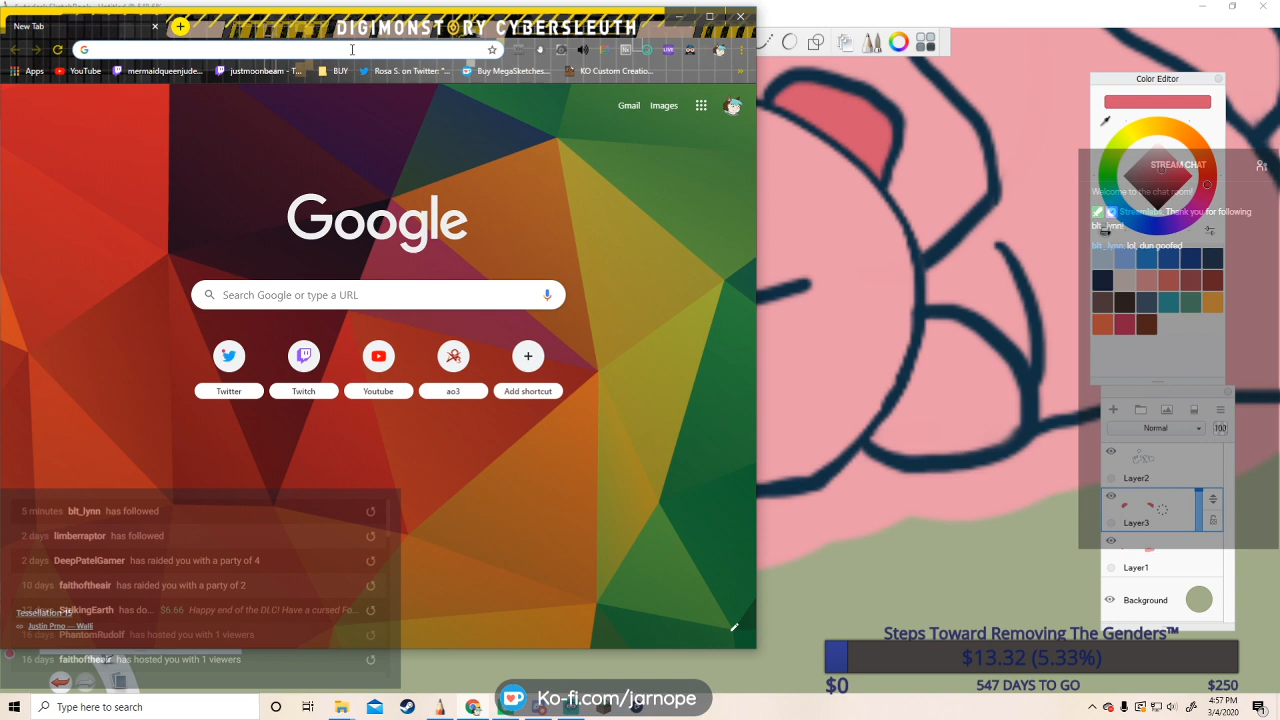 New Tab
DIGIMONSTORY CYBERSLEUTH
Apps
YouTube
mermaidqueenjude...
justmoonbeam - T...
BUY
Rosa S. on Twitter: "...
Buy MegaSketches...
KO Custom Creatio...
»
Gmail
Images
Google
Search Google or type a URL
Twitter
Twitch
Youtube
ao3
Add shortcut
5 minutes blt_lynn has followed
2 days limberraptor has followed
2 days DeepPatelGamer has raided you with a party of 4
10 days faithoftheair has raided you with a party of 2
days StrikingEarth has do... $6.66 Happy end of the DLC! Have a cursed Fo...
16 days PhantomRudolf has hosted you with 1 viewers
16 days faithoftheair has hosted you with 1 viewers
Tessellation 15
Justin Prno — Walli
Color Editor
STREAM CHAT
Welcome to the chat room!
Streamlabs: Thank you for following
blt_lynn!
blt_lynn: lol, dun goofed
Normal
100
Layer2
Layer3
Layer1
Background
Steps Toward Removing The Genders™
$13.32 (5.33%)
$0
547 DAYS TO GO
$250
Ko-fi.com/jarnope
Type here to search
7/4/2020